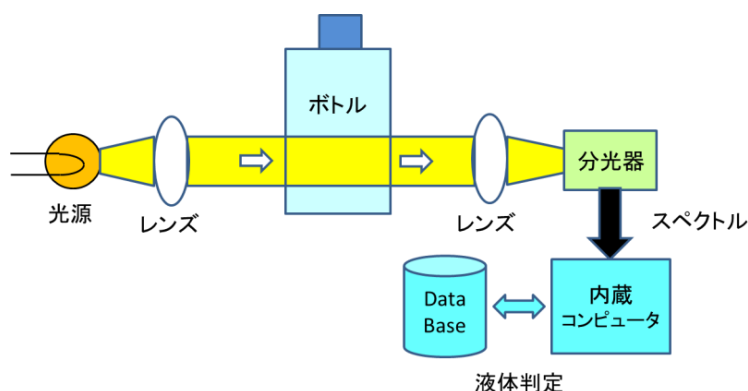 ボトル
分光器
光源
レンズ
レンズ
スペクトル
Data
Base
内蔵
コンピュータ
液体判定